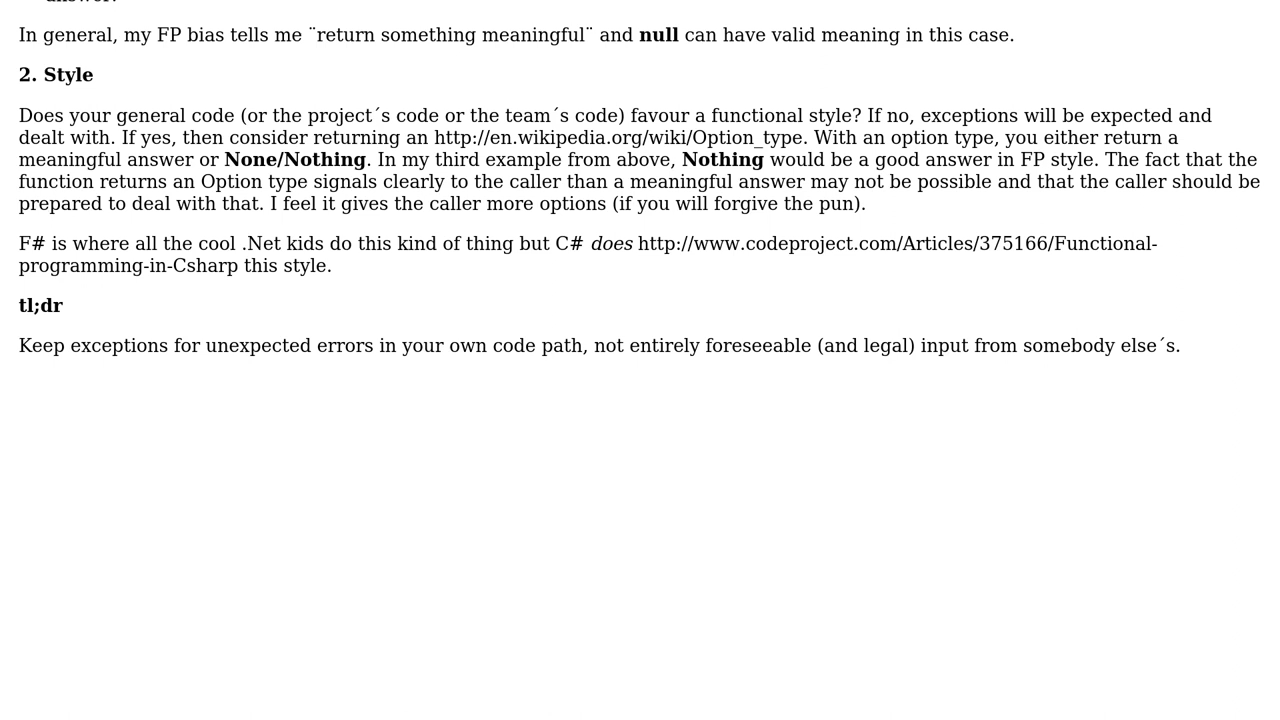 answer.
In general, my FP bias tells me ¨return something meaningful¨ and null can have valid meaning in this case.
2. Style
Does your general code (or the project´s code or the team´s code) favour a functional style? If no, exceptions will be expected and
dealt with. If yes, then consider returning an http://en.wikipedia.org/wiki/Option_type. With an option type, you either return a
meaningful answer or None/Nothing. In my third example from above, Nothing would be a good answer in FP style. The fact that the
function returns an Option type signals clearly to the caller than a meaningful answer may not be possible and that the caller should be
prepared to deal with that. I feel it gives the caller more options (if you will forgive the pun).
F# is where all the cool .Net kids do this kind of thing but C# does http://www.codeproject.com/Articles/375166/Functional-
programming-in-Csharp this style.
tl;dr
Keep exceptions for unexpected errors in your own code path, not entirely foreseeable (and legal) input from somebody else´s.